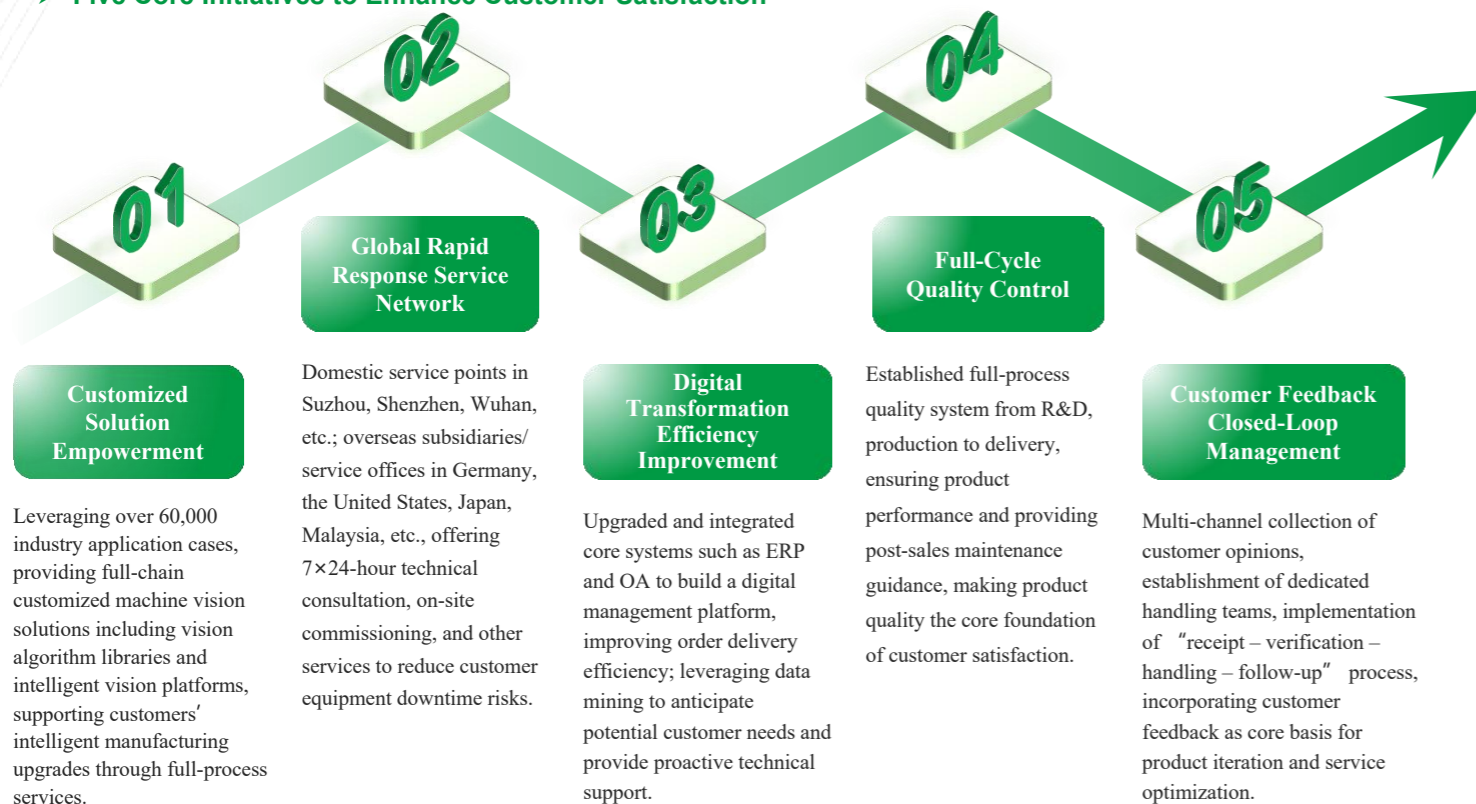 Five Core Initiatives to Enhance Customer Satisfaction
01
Customized
Solution
Empowerment
Leveraging over 60,000
industry application cases,
providing full-chain
customized machine vision
solutions including vision
algorithm libraries and
intelligent vision platforms,
supporting customers’
intelligent manufacturing
upgrades through full-process
services.
02
Global Rapid
Response Service
Network
Domestic service points in
Suzhou, Shenzhen, Wuhan,
etc.; overseas subsidiaries/
service offices in Germany,
the United States, Japan,
Malaysia, etc., offering
7×24-hour technical
consultation, on-site
commissioning, and other
services to reduce customer
equipment downtime risks.
03
Digital
Transformation
Efficiency
Improvement
Upgraded and integrated
core systems such as ERP
and OA to build a digital
management platform,
improving order delivery
efficiency; leveraging data
mining to anticipate
potential customer needs and
provide proactive technical
support.
04
Full-Cycle
Quality Control
Established full-process
quality system from R&D,
production to delivery,
ensuring product
performance and providing
post-sales maintenance
guidance, making product
quality the core foundation
of customer satisfaction.
05
Customer Feedback
Closed-Loop
Management
Multi-channel collection of
customer opinions,
establishment of dedicated
handling teams, implementation
of “receipt – verification –
handling – follow-up” process,
incorporating customer
feedback as core basis for
product iteration and service
optimization.